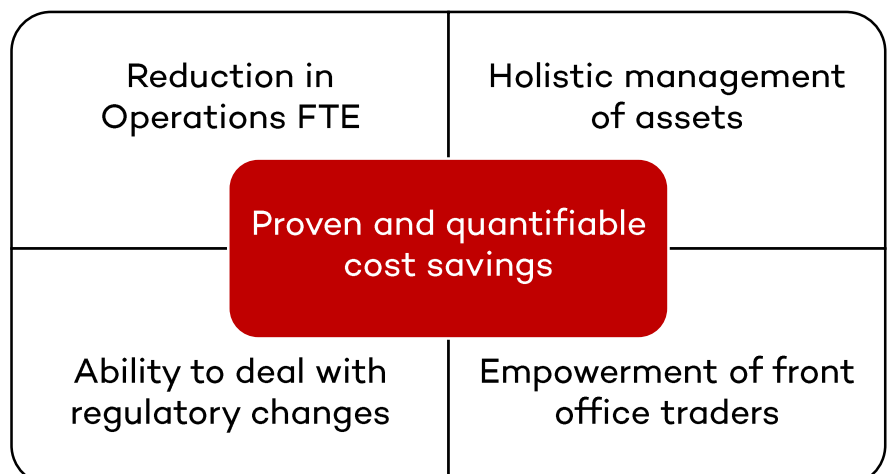 Reduction in
Operations FTE
Holistic management
of assets
Proven and quantifiable
cost savings
Ability to deal with
regulatory changes
Empowerment of front
office traders